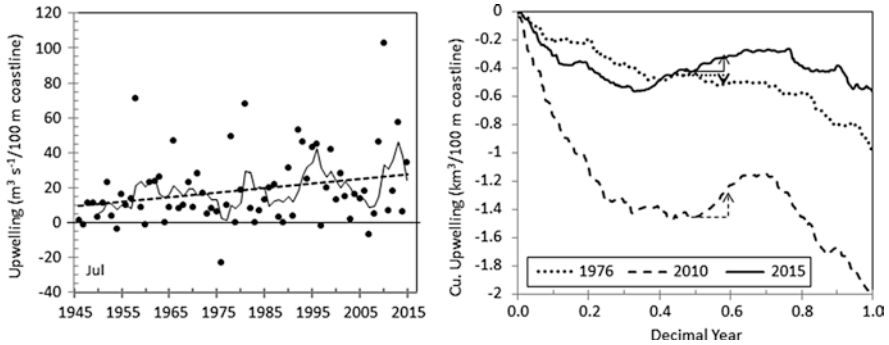 120
100
80
60
40
20
0
-20
-40
Upwelling (m³ s⁻¹/100 m coastline)
Jul
1945 1955 1965 1975 1985 1995 2005 2015
-0
-0.2
-0.4
-0.6
-0.8
-1
-1.2
-1.4
-1.6
-1.8
-2
Cu. Upwelling (km³/100 m coastline)
1976 2010 2015
0.0 0.2 0.4 0.6 0.8 1.0
Decimal Year